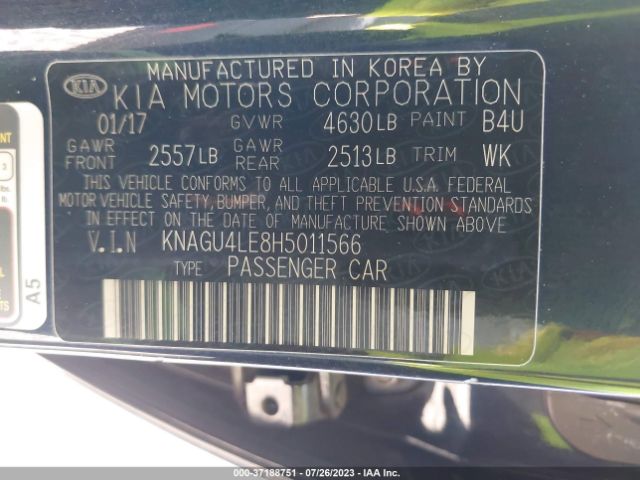 MANUFACTURED IN KOREA BY
KIA KIA MOTORS CORPORATION
01/17 GVWR 4630LB PAINT B4U
GAWR FRONT 2557LB GAWR REAR 2513LB TRIM WK
THIS VEHICLE CONFORMS TO ALL APPLICABLE U.S.A. FEDERAL
MOTOR VEHICLE SAFETY, BUMPER, AND THEFT PREVENTION STANDARDS
IN EFFECT ON THE DATE OF MANUFACTURE SHOWN ABOVE
V.I.N KNAGU4LE8H5011566
TYPE PASSENGER CAR
A5
000-37188751 / 07/26/2023 / IAA Inc.